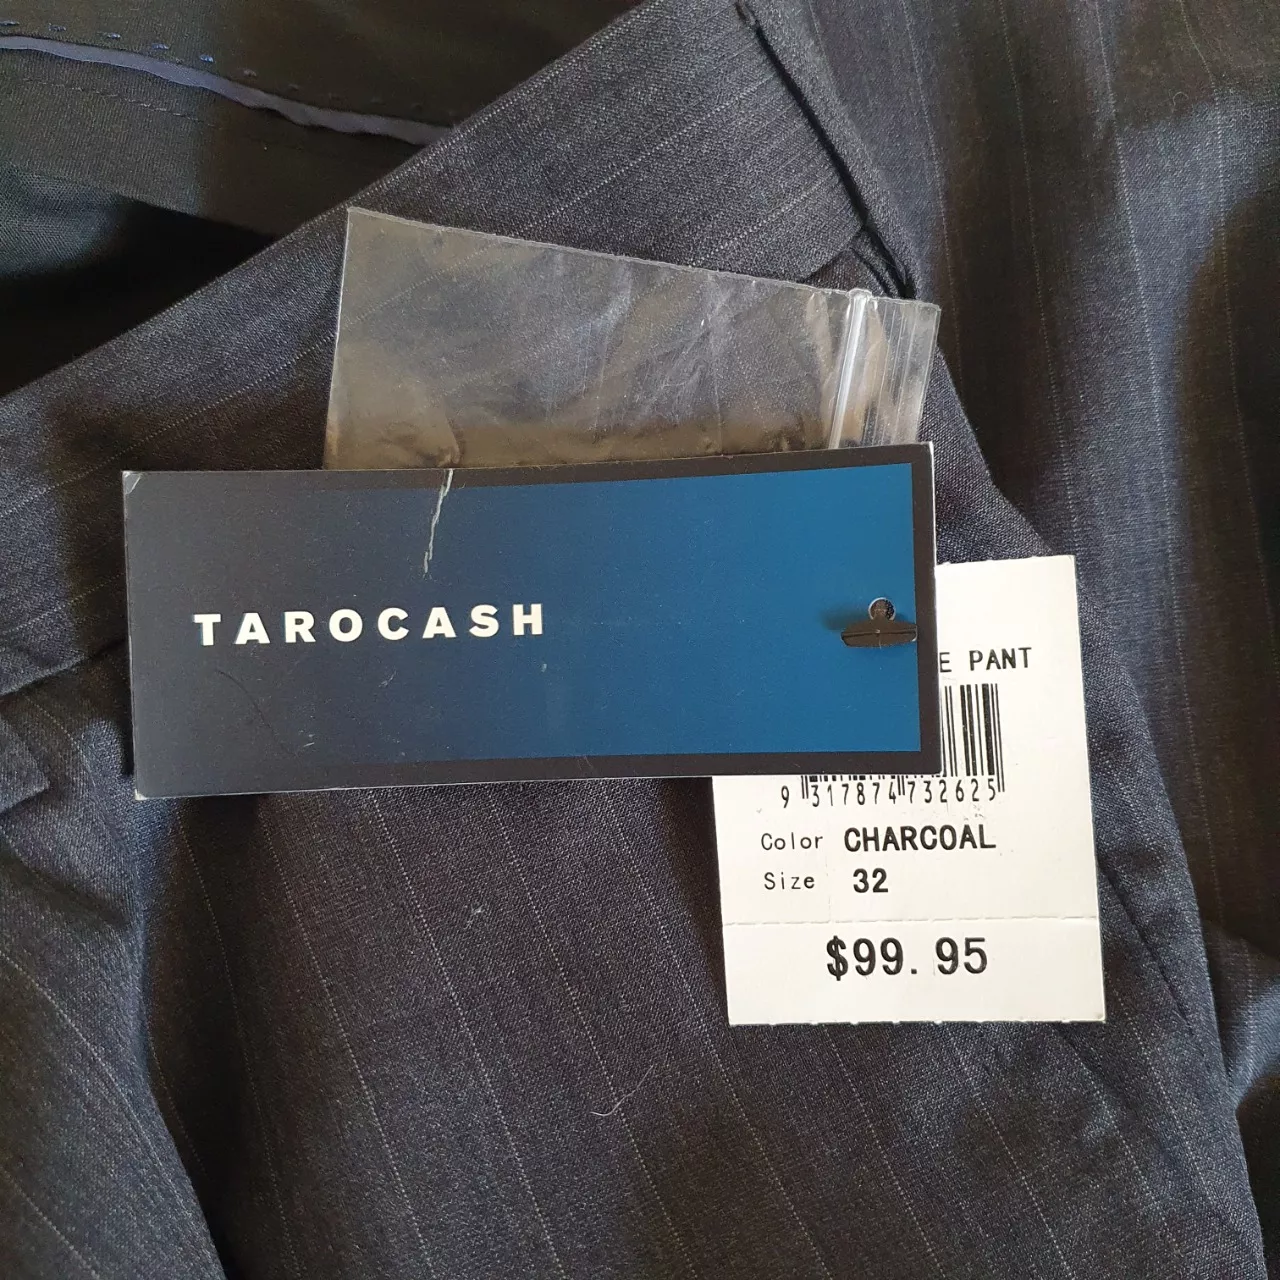 TAROCASH
E PANT
9 317874 732625
Color CHARCOAL
Size 32
$99.95